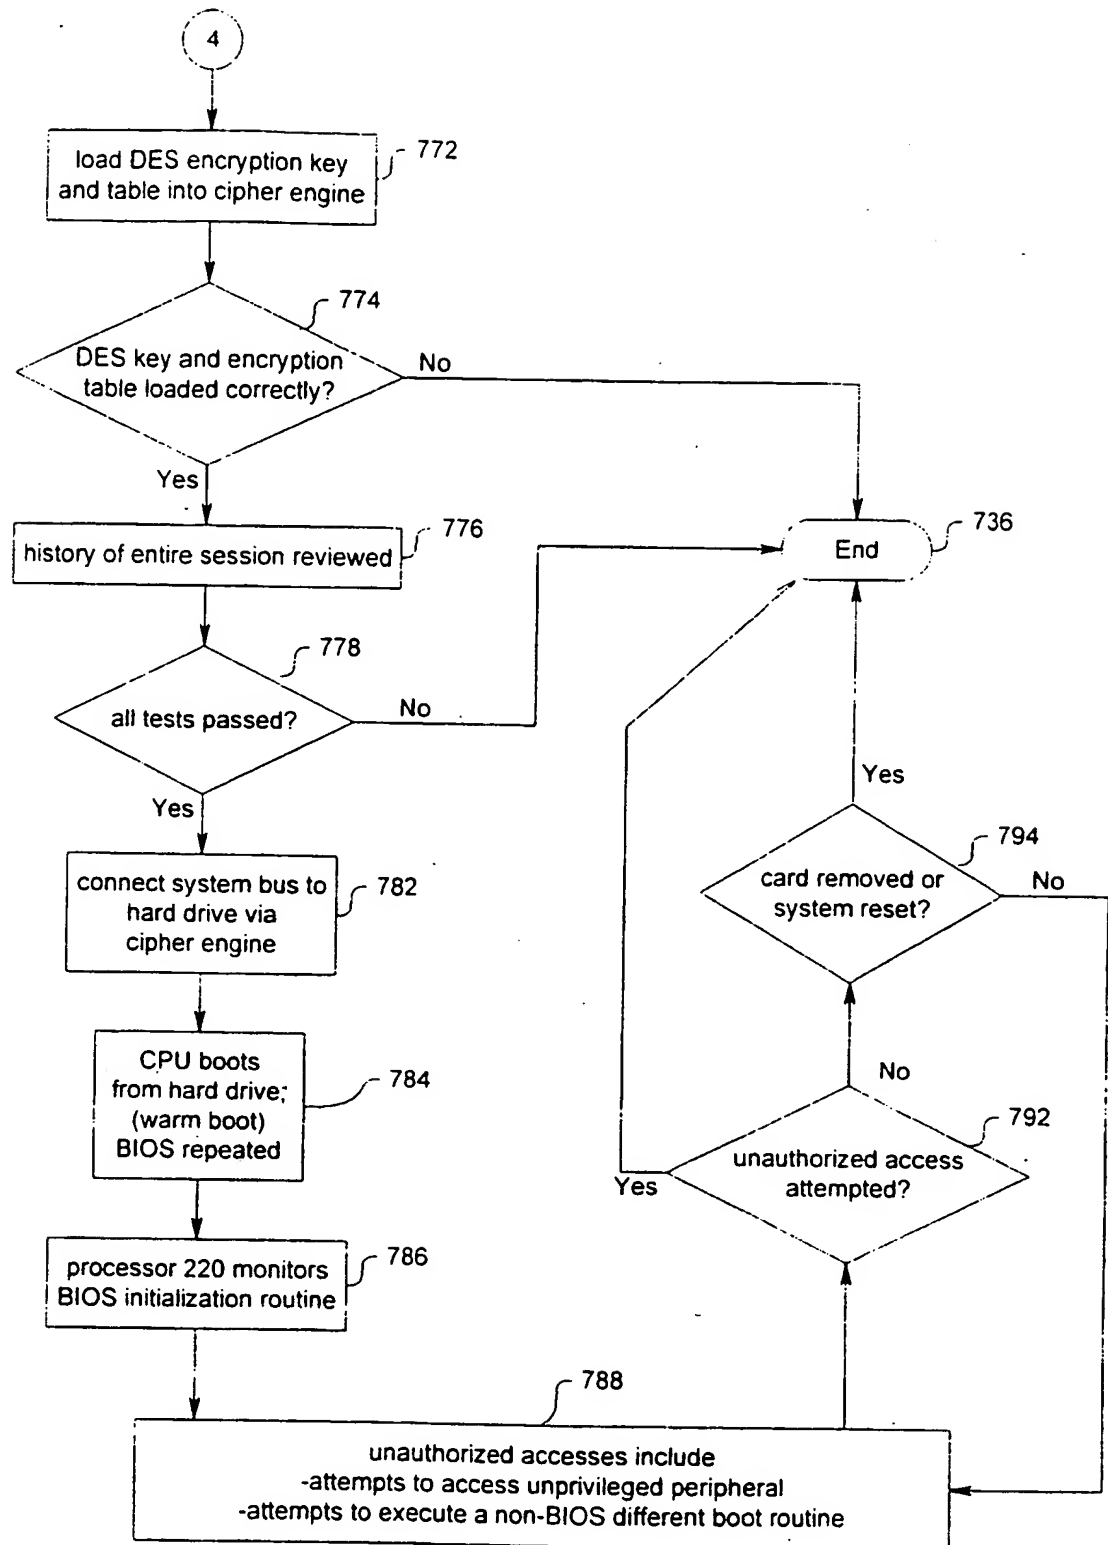 4
load DES encryption key
and table into cipher engine
772
774
DES key and encryption
table loaded correctly?
No
Yes
history of entire session reviewed
776
End
736
778
all tests passed?
No
Yes
connect system bus to
hard drive via
cipher engine
782
CPU boots
from hard drive;
(warm boot)
BIOS repeated
784
processor 220 monitors
BIOS initialization routine
786
788
unauthorized accesses include
-attempts to access unprivileged peripheral
-attempts to execute a non-BIOS different boot routine
792
unauthorized access
attempted?
Yes
No
794
card removed or
system reset?
Yes
No